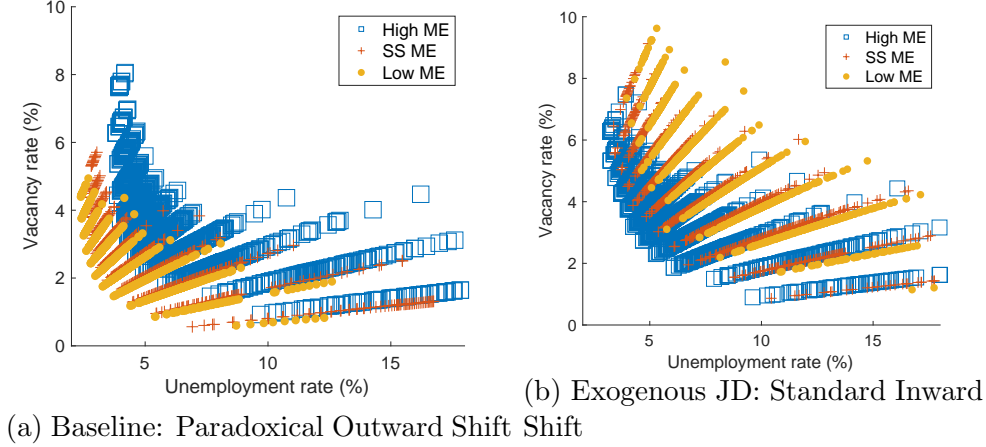 10
8
6
4
2
0
Vacancy rate (%)
5
10
15
Unemployment rate (%)
High ME
SS ME
Low ME
(a) Baseline: Paradoxical Outward Shift
10
8
6
4
2
0
Vacancy rate (%)
5
10
15
Unemployment rate (%)
High ME
SS ME
Low ME
(b) Exogenous JD: Standard Inward
Shift